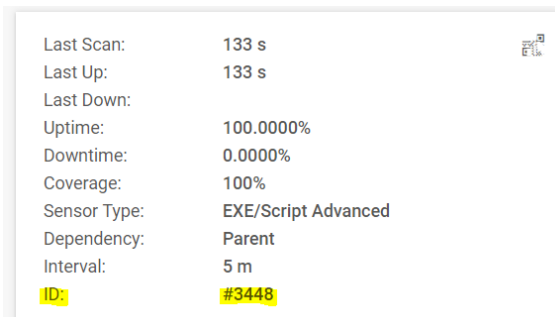 Last Scan: 133 s
Last Up: 133 s
Last Down:
Uptime: 100.0000%
Downtime: 0.0000%
Coverage: 100%
Sensor Type: EXE/Script Advanced
Dependency: Parent
Interval: 5 m
ID: #3448